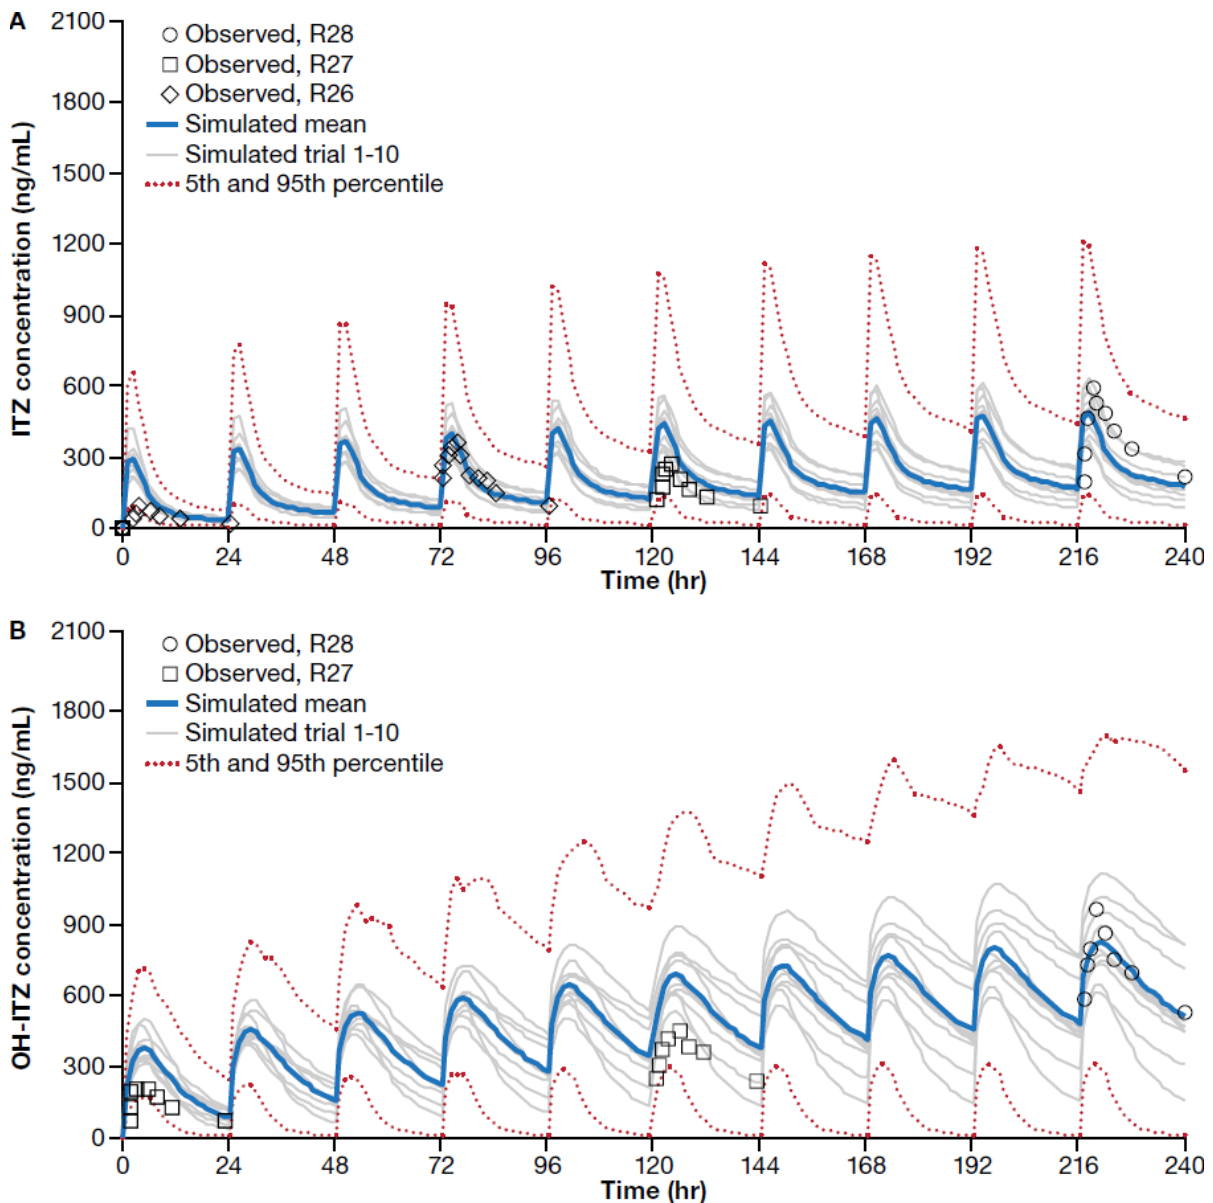 A
2100
1800
1500
1200
900
600
300
0
ITZ concentration (ng/mL)
Observed, R28
Observed, R27
Observed, R26
Simulated mean
Simulated trial 1-10
5th and 95th percentile
0 24 48 72 96 120 144 168 192 216 240
Time (hr)
B
2100
1800
1500
1200
900
600
300
0
OH-ITZ concentration (ng/mL)
Observed, R28
Observed, R27
Simulated mean
Simulated trial 1-10
5th and 95th percentile
0 24 48 72 96 120 144 168 192 216 240
Time (hr)